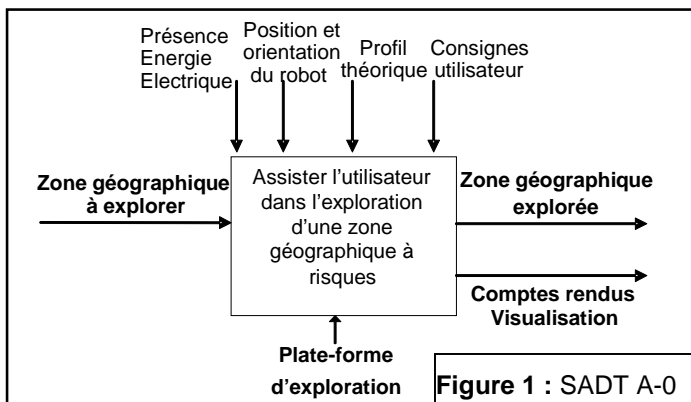 Présence
Energie
Electrique
Position et
orientation
du robot
Profil
théorique
Consignes
utilisateur
Zone géographique
à explorer
Assister l'utilisateur
dans l'exploration
d'une zone
géographique à
risques
Zone géographique
explorée
Comptes rendus
Visualisation
Plate-forme
d'exploration
Figure 1 : SADT A-0